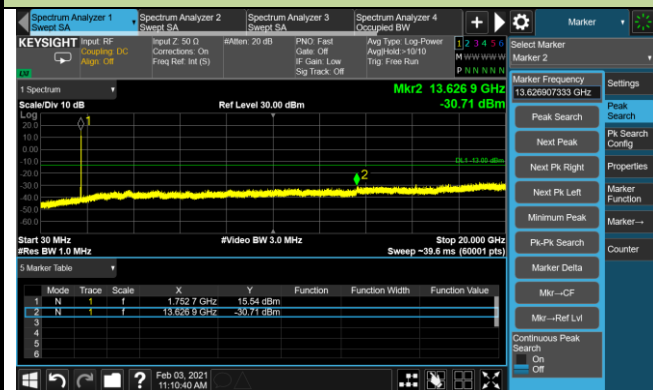 Spectrum Analyzer 1
Swept SA
Spectrum Analyzer 2
Swept SA
Spectrum Analyzer 3
Swept SA
Spectrum Analyzer 4
Occupied BW
+
Marker
KEYSIGHT
Input: RF
Coupling: DC
Align: Off
Input Z: 50 Ω
Corrections: On
Freq Ref: Int (S)
#Atten: 20 dB
PNO: Fast
Gate: Off
IF Gain: Low
Sig Track: Off
Avg Type: Log-Power
Avg|Hold:>10/10
Trig: Free Run
1 2 3 4 5 6
M W W W W W
P N N N N N
Select Marker
Marker 2
1 Spectrum
Mkr2 13.626 9 GHz
Scale/Div 10 dB
Ref Level 30.00 dBm
-30.71 dBm
Log
20.0
10.0
0.00
-10.0
-20.0
-30.0
-40.0
-50.0
-60.0
1
DL1 -13.00 dBm
2
Start 30 MHz
#Video BW 3.0 MHz
Stop 20.000 GHz
#Res BW 1.0 MHz
Sweep ~39.6 ms (60001 pts)
5 Marker Table
Mode Trace Scale X Y Function Function Width Function Value
1 N 1 f 1.752 7 GHz 15.54 dBm
2 N 1 f 13.626 9 GHz -30.71 dBm
3
4
5
6
Marker Frequency
13.626907333 GHz
Peak Search
Next Peak
Next Pk Right
Next Pk Left
Minimum Peak
Pk-Pk Search
Marker Delta
Mkr→CF
Mkr→Ref Lvl
Continuous Peak
Search
On
Off
Settings
Peak
Search
Pk Search
Config
Properties
Marker
Function
Marker→
Counter
?
Feb 03, 2021
11:10:40 AM